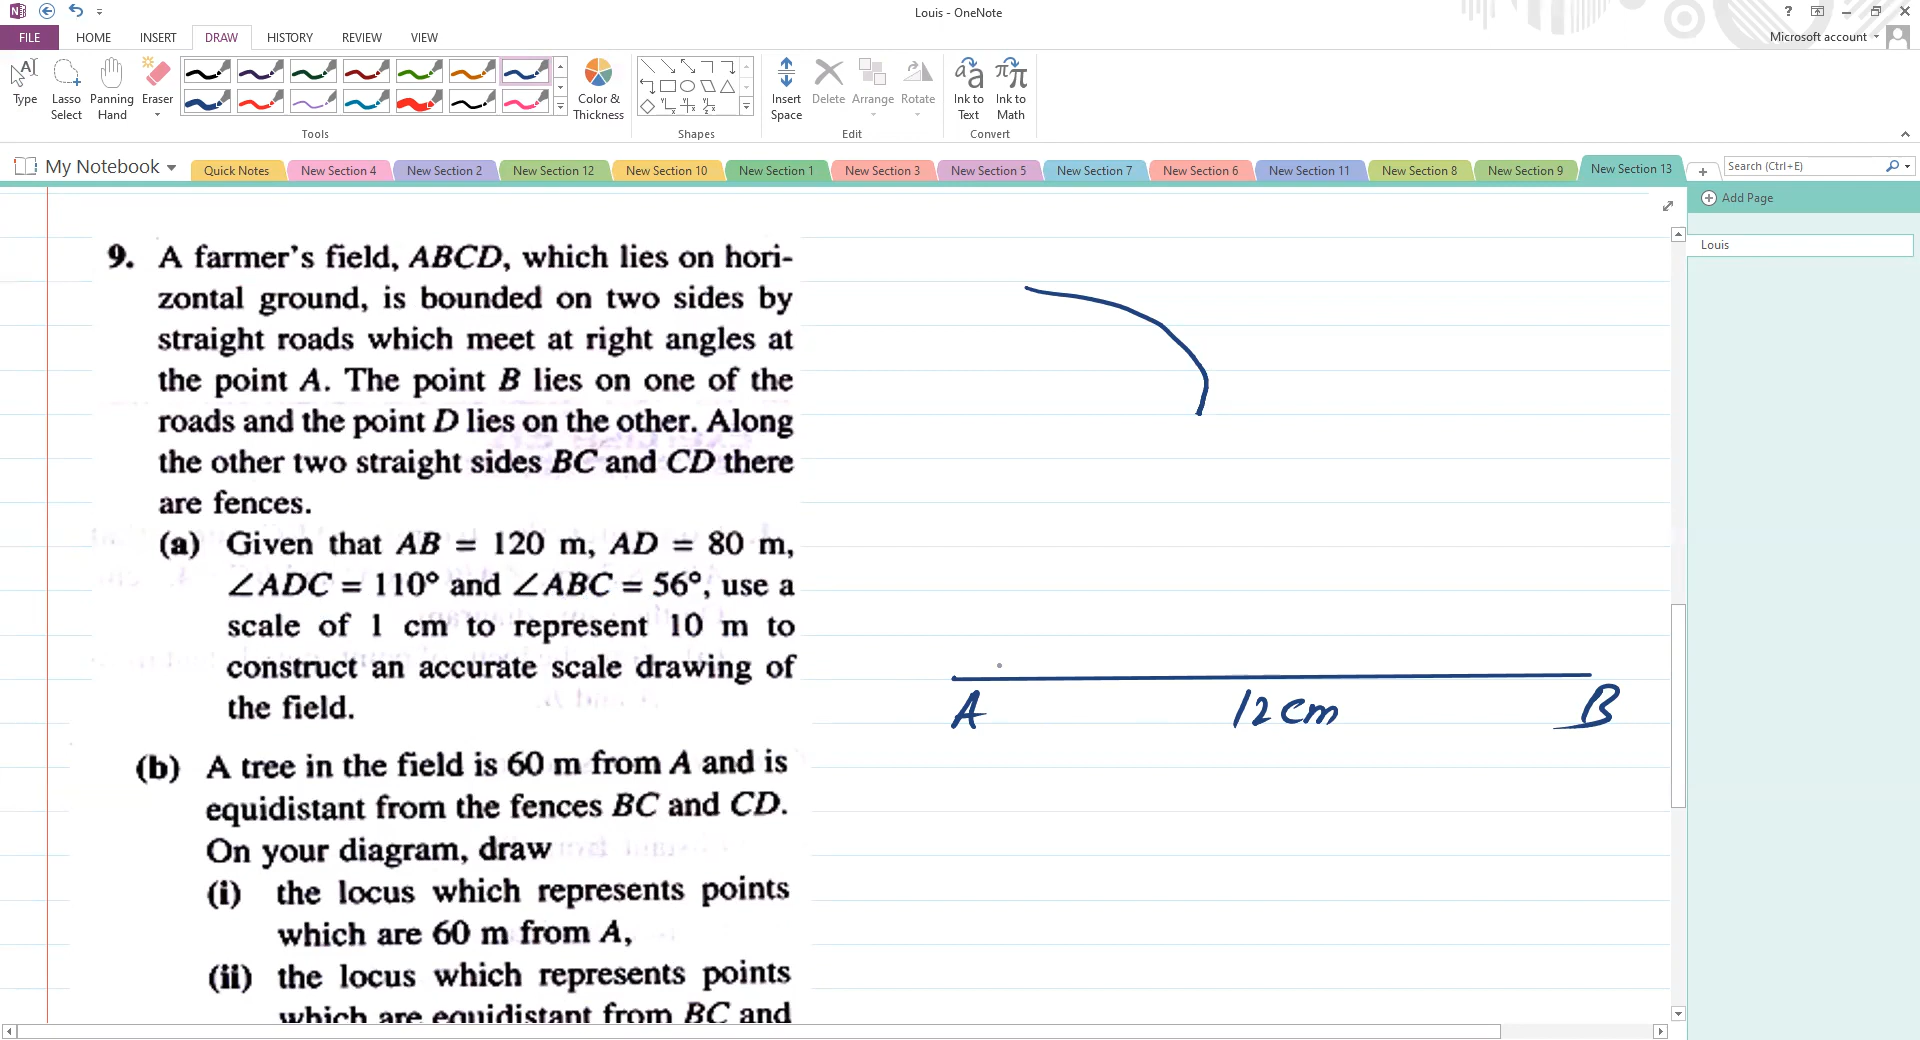 Louis - OneNote
?
FILE HOME INSERT DRAW HISTORY REVIEW VIEW
Microsoft account
Type
Lasso Select
Panning Hand
Eraser
Color & Thickness
Insert Space
Delete
Arrange
Rotate
Ink to Text
Ink to Math
Tools
Shapes
Edit
Convert
My Notebook
Quick Notes New Section 4 New Section 2 New Section 12 New Section 10 New Section 1 New Section 3 New Section 5 New Section 7 New Section 6 New Section 11 New Section 8 New Section 9 New Section 13
Search (Ctrl+E)
Add Page
Louis
9. A farmer's field, ABCD, which lies on hori-
zontal ground, is bounded on two sides by
straight roads which meet at right angles at
the point A. The point B lies on one of the
roads and the point D lies on the other. Along
the other two straight sides BC and CD there
are fences.
(a) Given that AB = 120 m, AD = 80 m,
∠ADC = 110° and ∠ABC = 56°, use a
scale of 1 cm to represent 10 m to
construct an accurate scale drawing of
the field.
(b) A tree in the field is 60 m from A and is
equidistant from the fences BC and CD.
On your diagram, draw
(i) the locus which represents points
which are 60 m from A,
(ii) the locus which represents points
which are equidistant from BC and
A 12cm B